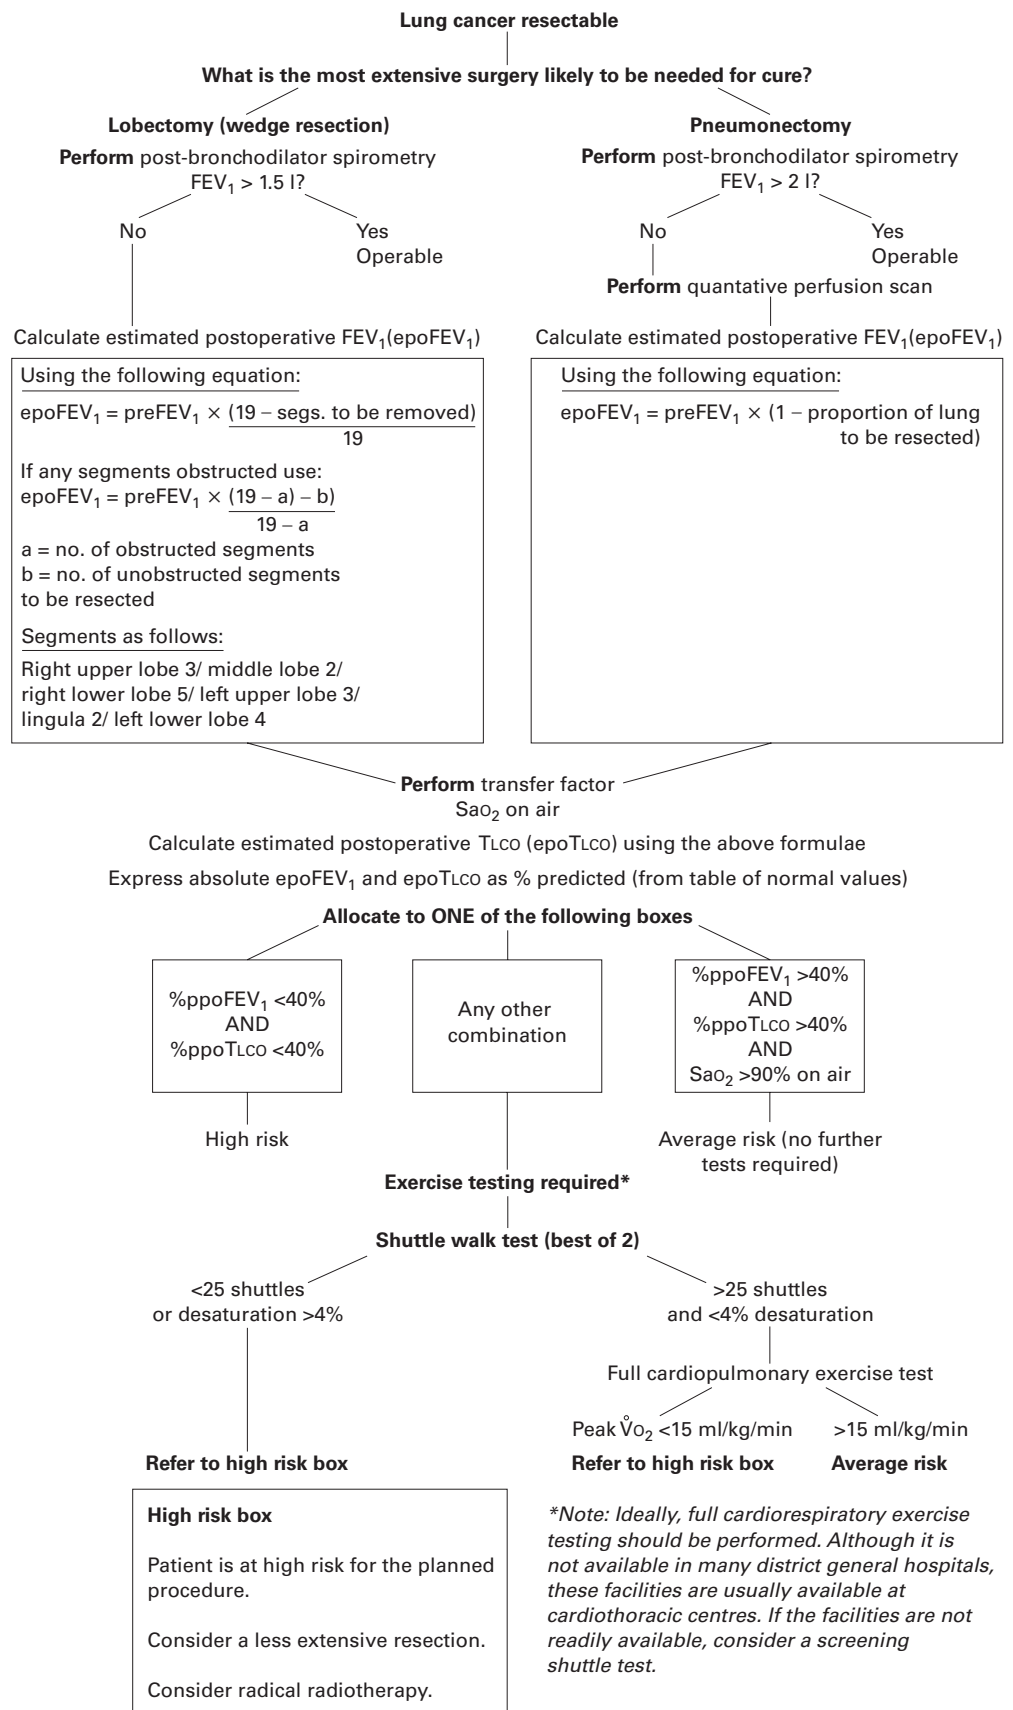 Lung cancer resectable
What is the most extensive surgery likely to be needed for cure?
Lobectomy (wedge resection)
Perform post-bronchodilator spirometry
FEV₁ > 1.5 l?
No
Yes
Operable
Pneumonectomy
Perform post-bronchodilator spirometry
FEV₁ > 2 l?
No
Yes
Operable
Perform quantative perfusion scan
Calculate estimated postoperative FEV₁(epoFEV₁)
Using the following equation:
epoFEV₁ = preFEV₁ × (19 – segs. to be removed)
19
If any segments obstructed use:
epoFEV₁ = preFEV₁ × (19 – a) – b)
19 – a
a = no. of obstructed segments
b = no. of unobstructed segments
to be resected
Segments as follows:
Right upper lobe 3/ middle lobe 2/
right lower lobe 5/ left upper lobe 3/
lingula 2/ left lower lobe 4
Calculate estimated postoperative FEV₁(epoFEV₁)
Using the following equation:
epoFEV₁ = preFEV₁ × (1 – proportion of lung
to be resected)
Perform transfer factor
SaO₂ on air
Calculate estimated postoperative TLCO (epoTLCO) using the above formulae
Express absolute epoFEV₁ and epoTLCO as % predicted (from table of normal values)
Allocate to ONE of the following boxes
%ppoFEV₁ <40%
AND
%ppoTLCO <40%
Any other
combination
%ppoFEV₁ >40%
AND
%ppoTLCO >40%
AND
SaO₂ >90% on air
High risk
Average risk (no further
tests required)
Exercise testing required*
Shuttle walk test (best of 2)
<25 shuttles
or desaturation >4%
>25 shuttles
and <4% desaturation
Full cardiopulmonary exercise test
Peak V̊O₂ <15 ml/kg/min
>15 ml/kg/min
Refer to high risk box
Refer to high risk box
Average risk
High risk box
Patient is at high risk for the planned
procedure.
Consider a less extensive resection.
Consider radical radiotherapy.
*Note: Ideally, full cardiorespiratory exercise
testing should be performed. Although it is
not available in many district general hospitals,
these facilities are usually available at
cardiothoracic centres. If the facilities are not
readily available, consider a screening
shuttle test.